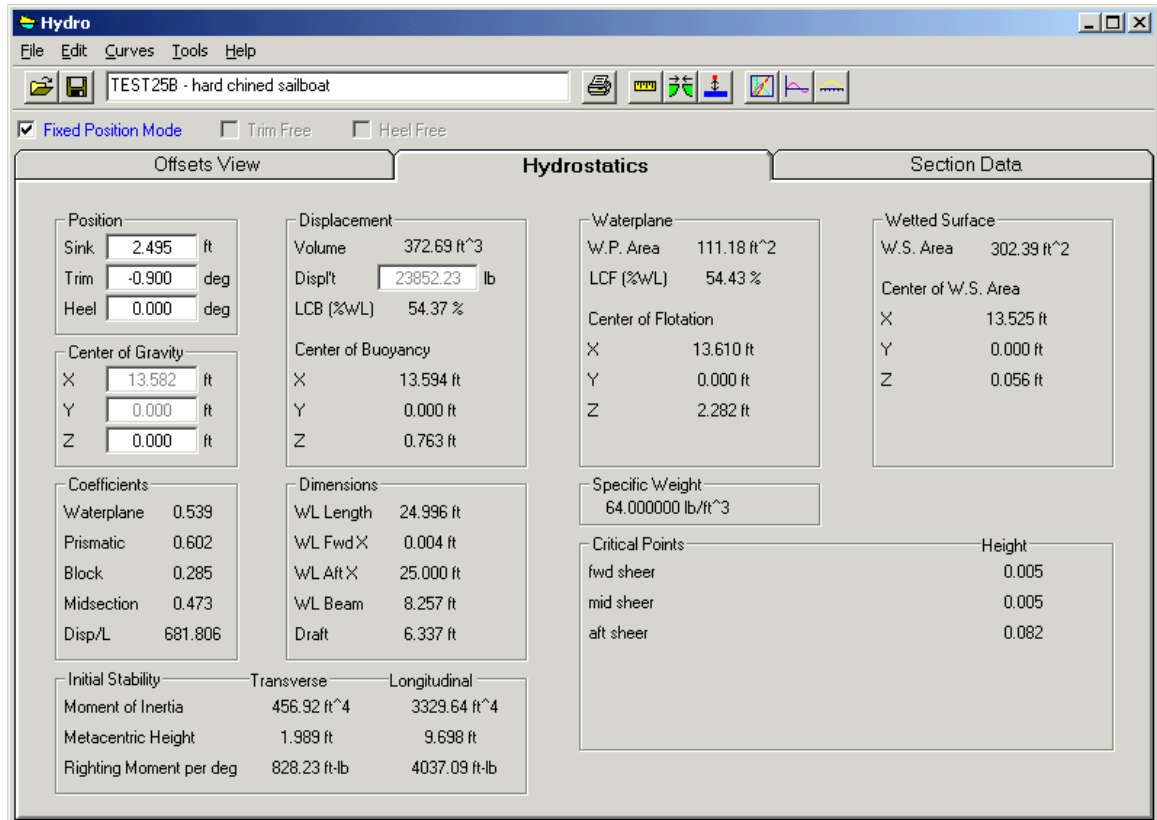 Hydro
File Edit Curves Tools Help
TEST25B - hard chined sailboat
Fixed Position Mode Trim Free Heel Free
Offsets View Hydrostatics Section Data
Position
Sink 2.495 ft
Trim -0.900 deg
Heel 0.000 deg
Center of Gravity
X 13.582 ft
Y 0.000 ft
Z 0.000 ft
Displacement
Volume 372.69 ft^3
Displ't 23852.23 lb
LCB (%WL) 54.37 %
Center of Buoyancy
X 13.594 ft
Y 0.000 ft
Z 0.763 ft
Waterplane
W.P. Area 111.18 ft^2
LCF (%WL) 54.43 %
Center of Flotation
X 13.610 ft
Y 0.000 ft
Z 2.282 ft
Wetted Surface
W.S. Area 302.39 ft^2
Center of W.S. Area
X 13.525 ft
Y 0.000 ft
Z 0.056 ft
Coefficients
Waterplane 0.539
Prismatic 0.602
Block 0.285
Midsection 0.473
Disp/L 681.806
Dimensions
WL Length 24.996 ft
WL Fwd X 0.004 ft
WL Aft X 25.000 ft
WL Beam 8.257 ft
Draft 6.337 ft
Specific Weight
64.000000 lb/ft^3
Critical Points Height
fwd sheer 0.005
mid sheer 0.005
aft sheer 0.082
Initial Stability Transverse Longitudinal
Moment of Inertia 456.92 ft^4 3329.64 ft^4
Metacentric Height 1.989 ft 9.698 ft
Righting Moment per deg 828.23 ft-lb 4037.09 ft-lb